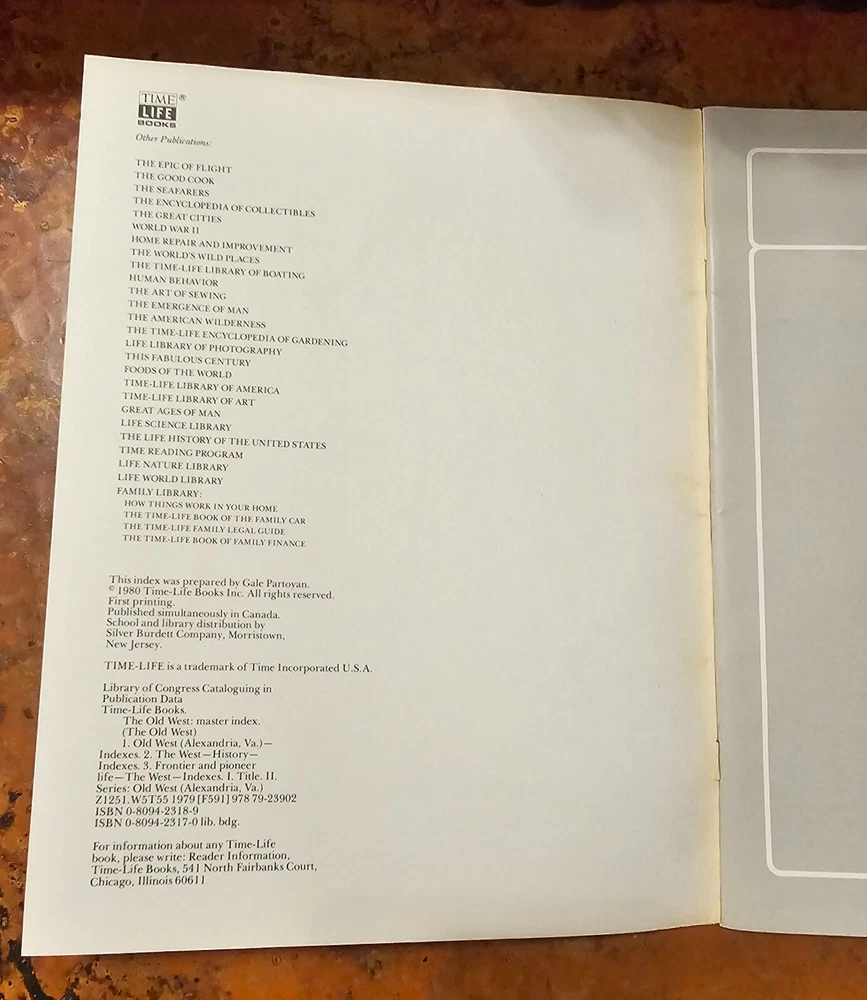 TIME ®
LIFE
BOOKS
Other Publications:
THE EPIC OF FLIGHT
THE GOOD COOK
THE SEAFARERS
THE ENCYCLOPEDIA OF COLLECTIBLES
THE GREAT CITIES
WORLD WAR II
HOME REPAIR AND IMPROVEMENT
THE WORLD'S WILD PLACES
THE TIME-LIFE LIBRARY OF BOATING
HUMAN BEHAVIOR
THE ART OF SEWING
THE EMERGENCE OF MAN
THE AMERICAN WILDERNESS
THE TIME-LIFE ENCYCLOPEDIA OF GARDENING
LIFE LIBRARY OF PHOTOGRAPHY
THIS FABULOUS CENTURY
FOODS OF THE WORLD
TIME-LIFE LIBRARY OF AMERICA
TIME-LIFE LIBRARY OF ART
GREAT AGES OF MAN
LIFE SCIENCE LIBRARY
THE LIFE HISTORY OF THE UNITED STATES
TIME READING PROGRAM
LIFE NATURE LIBRARY
LIFE WORLD LIBRARY
FAMILY LIBRARY:
HOW THINGS WORK IN YOUR HOME
THE TIME-LIFE BOOK OF THE FAMILY CAR
THE TIME-LIFE FAMILY LEGAL GUIDE
THE TIME-LIFE BOOK OF FAMILY FINANCE
This index was prepared by Gale Partoyan.
© 1980 Time-Life Books Inc. All rights reserved.
First printing.
Published simultaneously in Canada.
School and library distribution by
Silver Burdett Company, Morristown,
New Jersey.
TIME-LIFE is a trademark of Time Incorporated U.S.A.
Library of Congress Cataloguing in
Publication Data
Time-Life Books.
The Old West: master index.
(The Old West)
1. Old West (Alexandria, Va.)—
Indexes. 2. The West—History—
Indexes. 3. Frontier and pioneer
life—The West—Indexes. I. Title. II.
Series: Old West (Alexandria, Va.)
Z1251.W5T55 1979 [F591] 978 79-23902
ISBN 0-8094-2318-9
ISBN 0-8094-2317-0 lib. bdg.
For information about any Time-Life
book, please write: Reader Information,
Time-Life Books, 541 North Fairbanks Court,
Chicago, Illinois 60611